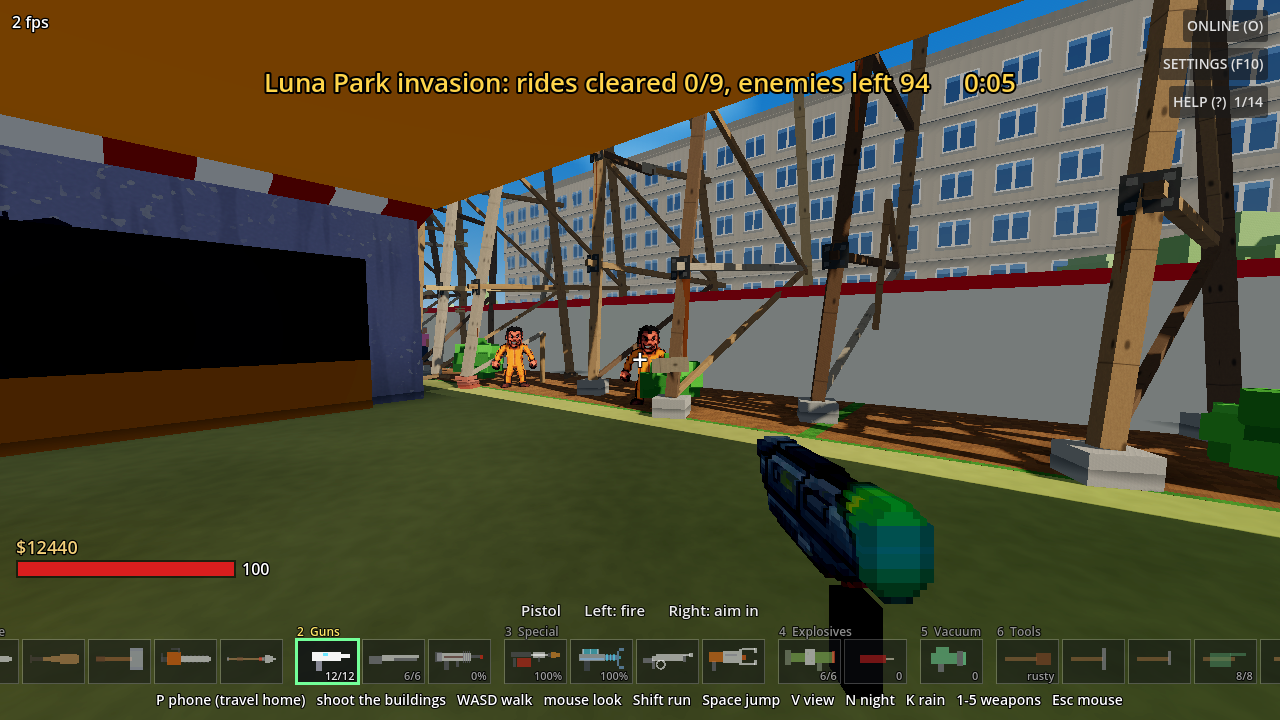 2 fps
ONLINE (O)
SETTINGS (F10)
HELP (?) 1/14
Luna Park invasion: rides cleared 0/9, enemies left 94 0:05
$12440
100
Pistol Left: fire Right: aim in
2 Guns 3 Special 4 Explosives 5 Vacuum 6 Tools
12/12 6/6 0% 100% 100% 6/6 0 0 rusty 8/8
P phone (travel home) shoot the buildings WASD walk mouse look Shift run Space jump V view N night K rain 1-5 weapons Esc mouse